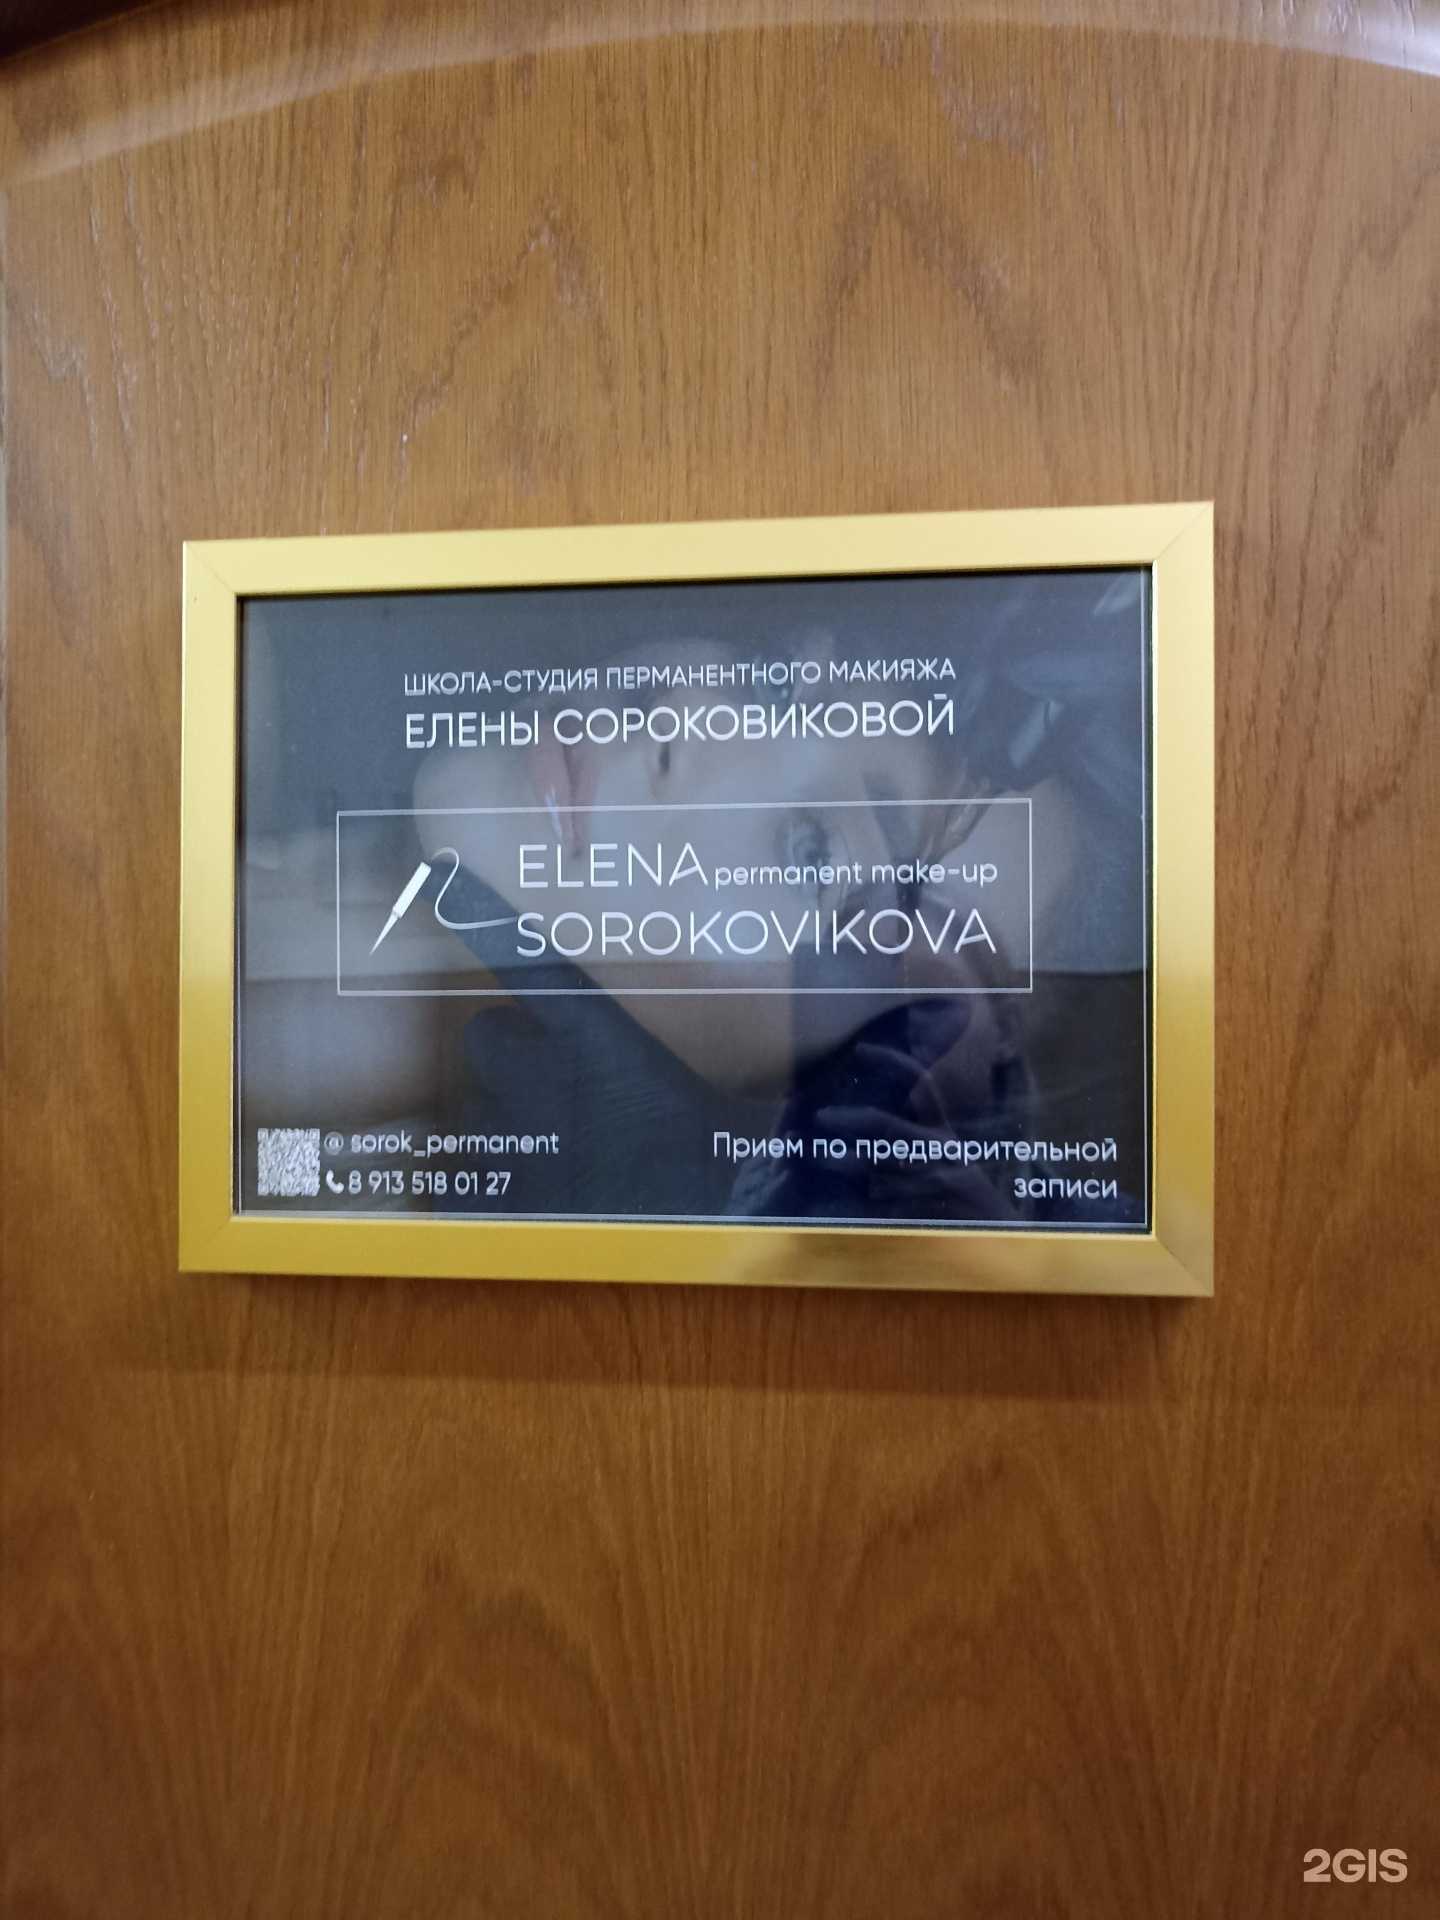 ШКОЛА-СТУДИЯ ПЕРМАНЕНТНОГО МАКИЯЖА
ЕЛЕНЫ СОРОКОВИКОВОЙ
ELENA permanent make-up
SOROKOVIKOVA
@ sorok_permanent
8 913 518 01 27
Прием по предварительной
записи
2GIS